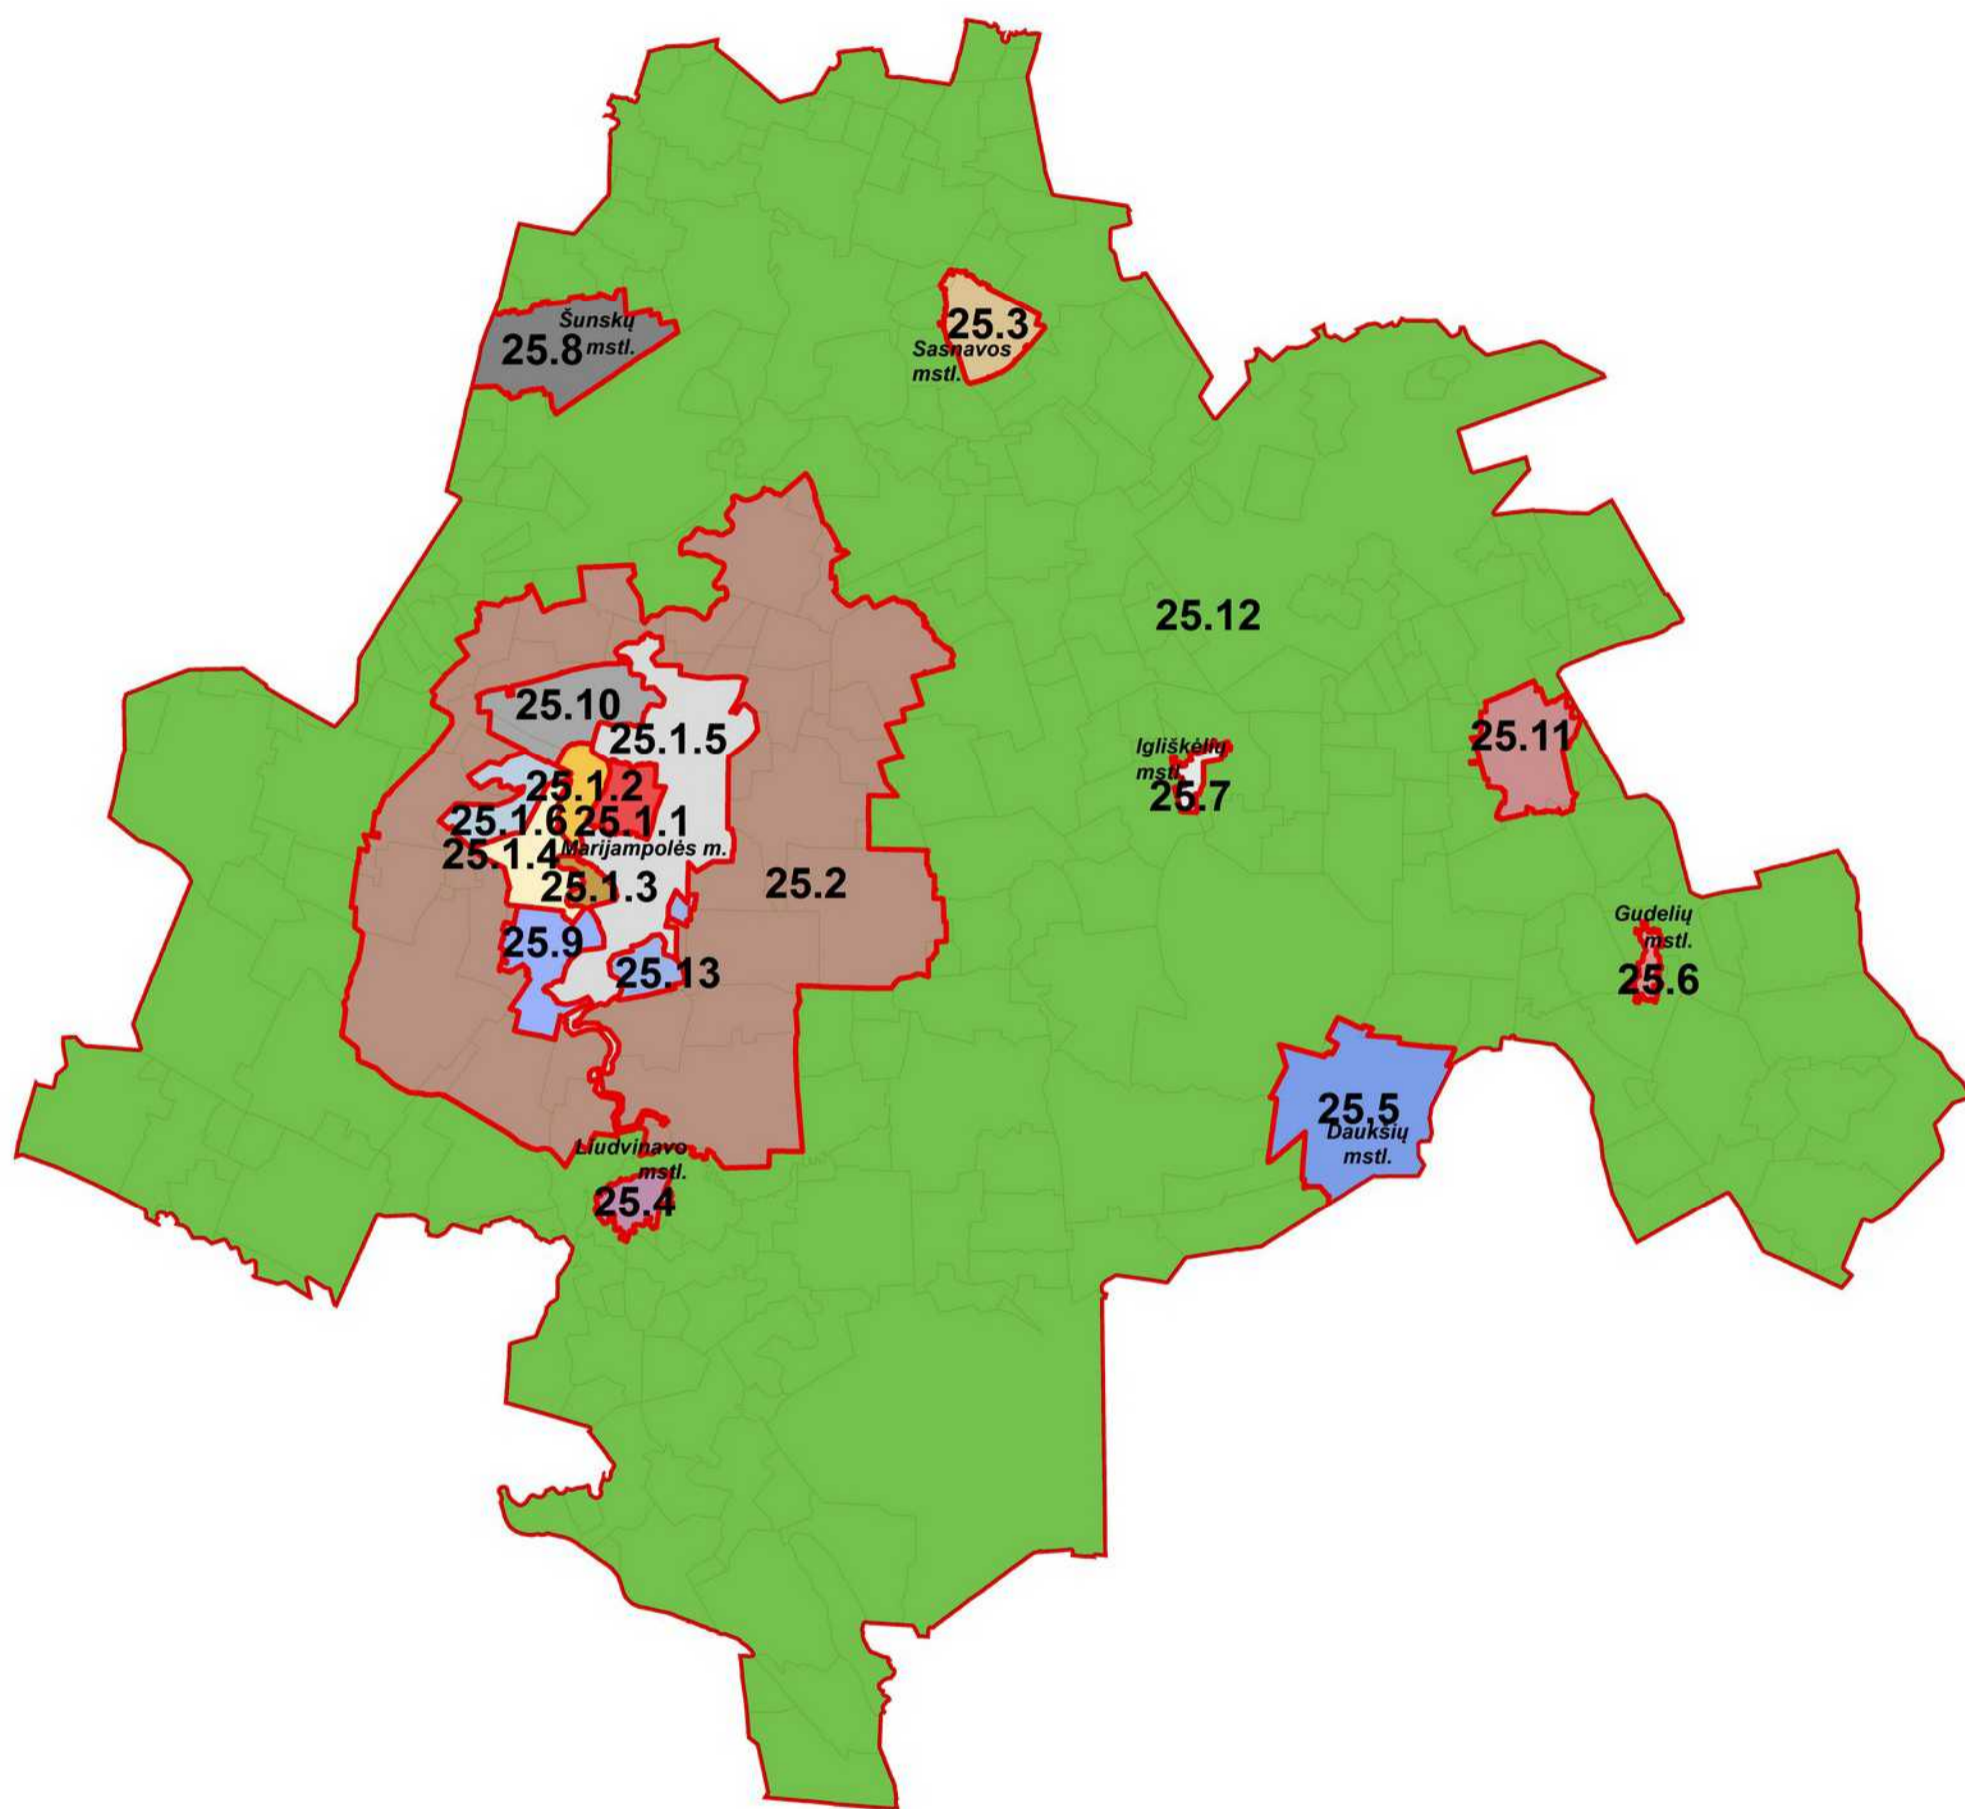 Šunskų
25.8 mstl.
25.3
Sasnavos
mstl.
25.12
25.10
25.1.5
25.11
Igliškėlių
mstl.
25.7
25.1.2
25.1.6
25.1.1
25.1.4
Marijampolės m.
25.1.3
25.2
25.9
25.13
Gudelių
mstl.
25.6
25.5
Daukšių
mstl.
Liudvinavo
mstl.
25.4